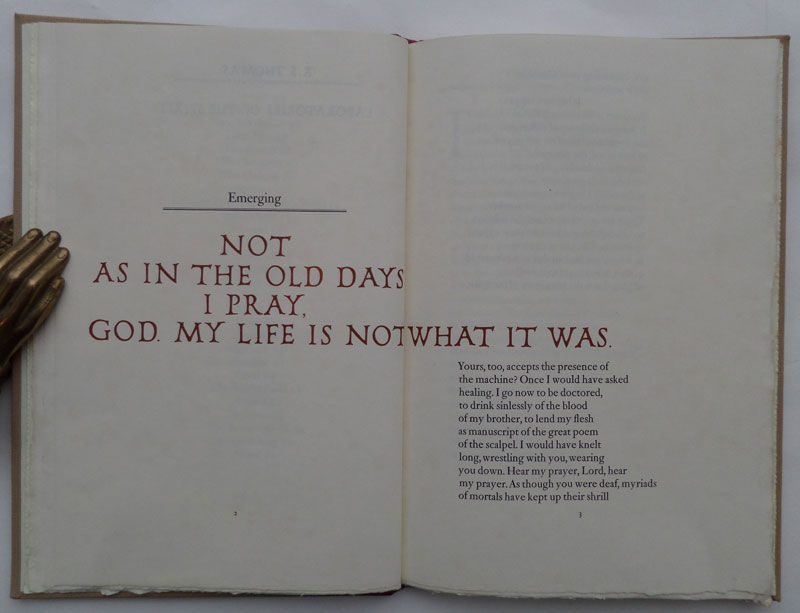 Emerging
NOT
AS IN THE OLD DAYS
I PRAY,
GOD. MY LIFE IS NOT WHAT IT WAS.
Yours, too, accepts the presence of
the machine? Once I would have asked
healing. I go now to be doctored,
to drink sinlessly of the blood
of my brother, to lend my flesh
as manuscript of the great poem
of the scalpel. I would have knelt
long, wrestling with you, wearing
you down. Hear my prayer, Lord, hear
my prayer. As though you were deaf, myriads
of mortals have kept up their shrill
2
3